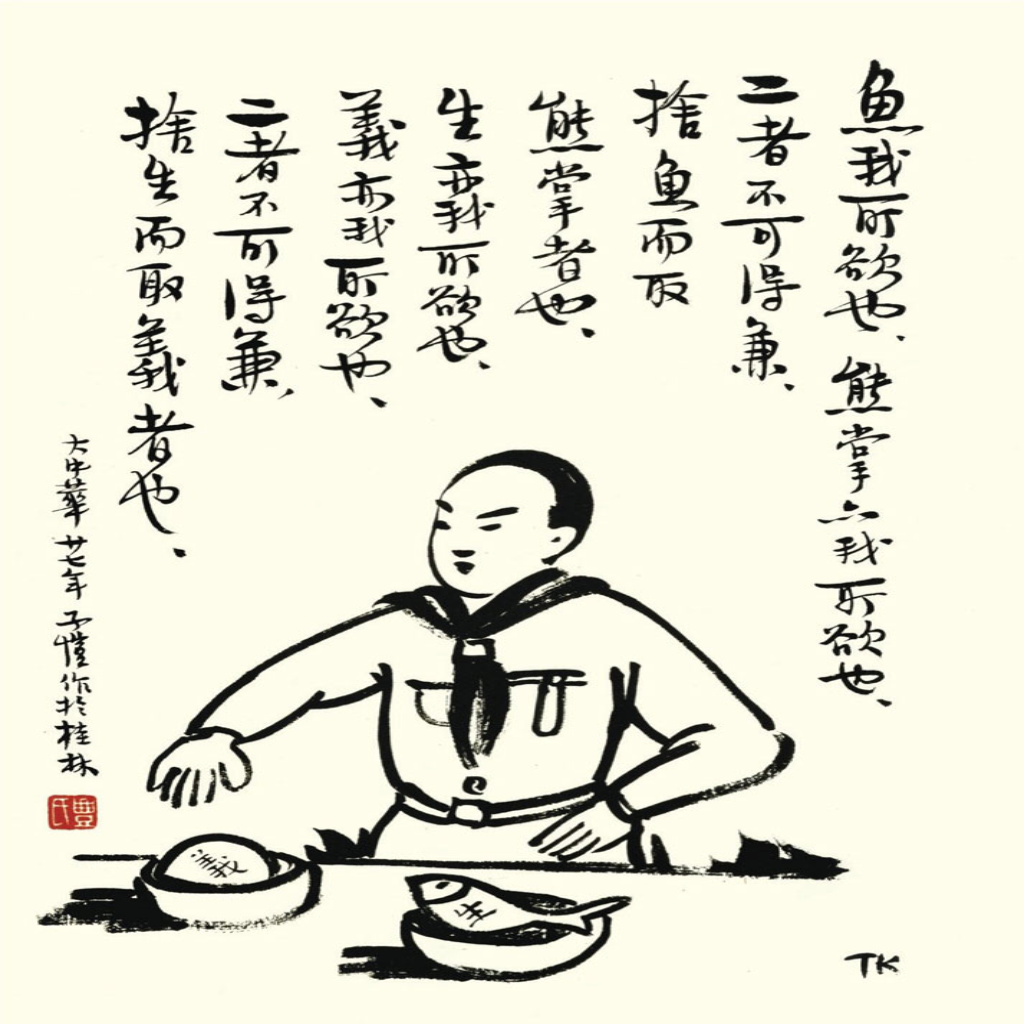 魚我所欲也、熊掌亦我所欲也、
二者不可得兼、
捨魚而取
熊掌者也、
生亦我所欲也、
義亦我所欲也、
二者不可得兼、
捨生而取義者也、
大中華廿七年子愷作於桂林
豐氏
義
生
TK